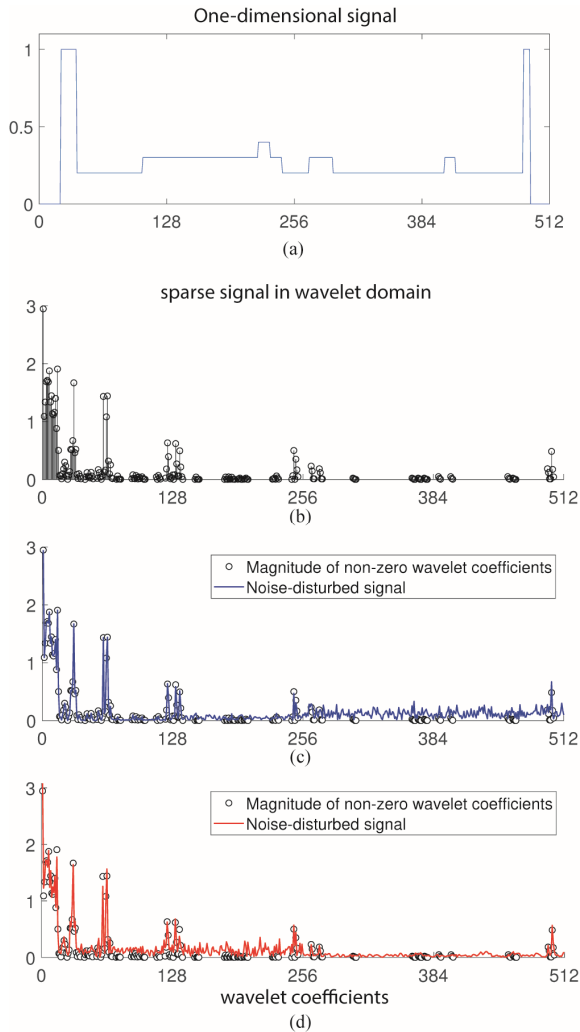 One-dimensional signal
1
0.5
0
0 128 256 384 512
(a)
sparse signal in wavelet domain
3
2
1
0
0 128 256 384 512
(b)
3
2
1
0
Magnitude of non-zero wavelet coefficients
Noise-disturbed signal
0 128 256 384 512
(c)
3
2
1
0
Magnitude of non-zero wavelet coefficients
Noise-disturbed signal
0 128 256 384 512
wavelet coefficients
(d)